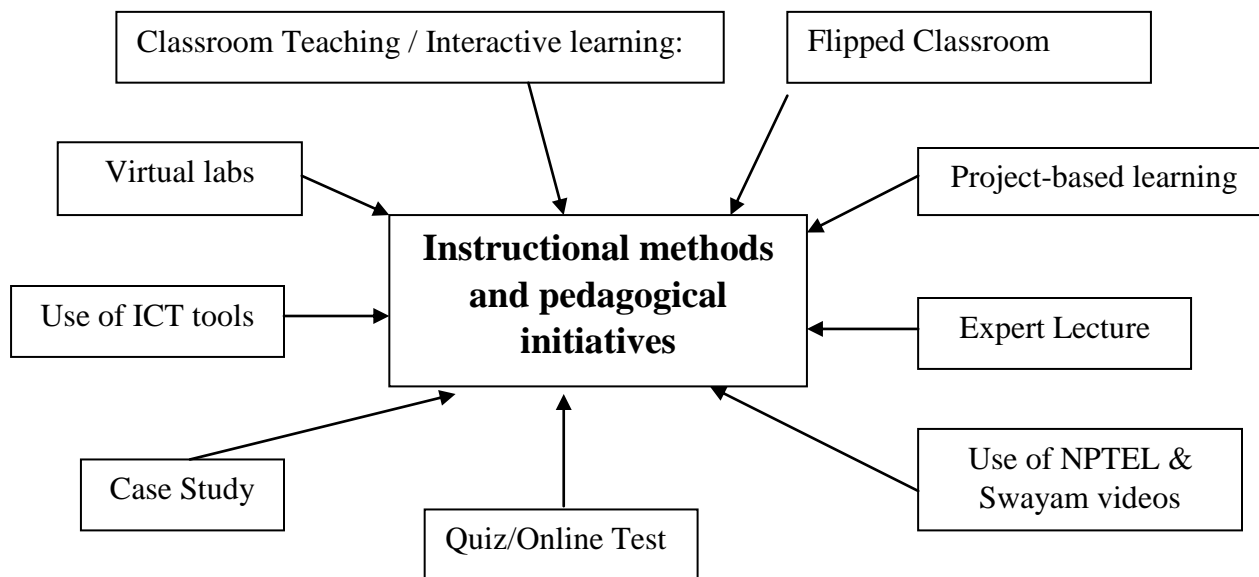 Classroom Teaching / Interactive learning:
Flipped Classroom
Virtual labs
Project-based learning
Instructional methods
and pedagogical
initiatives
Use of ICT tools
Expert Lecture
Case Study
Quiz/Online Test
Use of NPTEL &
Swayam videos